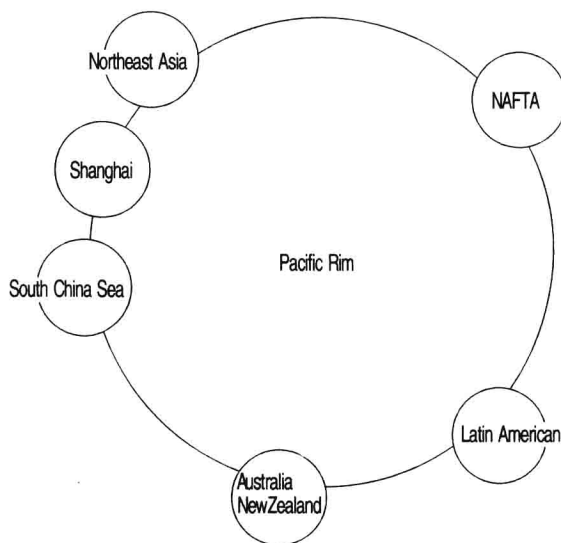 Northeast Asia
NAFTA
Shanghai
Pacific Rim
South China Sea
Latin American
Australia
NewZealand